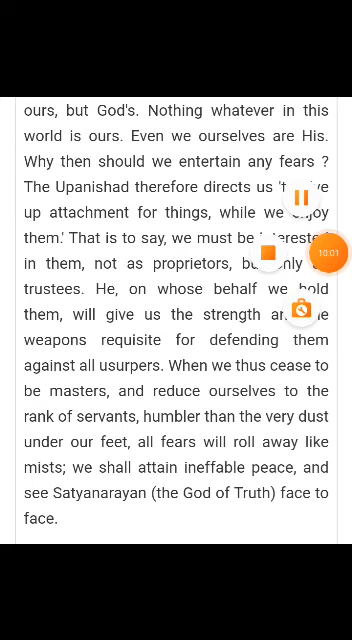 ours, but God's. Nothing whatever in this
world is ours. Even we ourselves are His.
Why then should we entertain any fears ?
The Upanishad therefore directs us up attachment for things, while we enjoy
them.' That is to say, we must be interested
in them, not as proprietors, but only
trustees. He, on whose behalf we hold
them, will give us the strength
weapons requisite for defending them
against all usurpers. When we thus cease to
be masters, and reduce ourselves to the
rank of servants, humbler than the very dust
under our feet, all fears will roll away like
mists; we shall attain ineffable peace, and
see Satyanarayan (the God of Truth) face to
face.
10:01